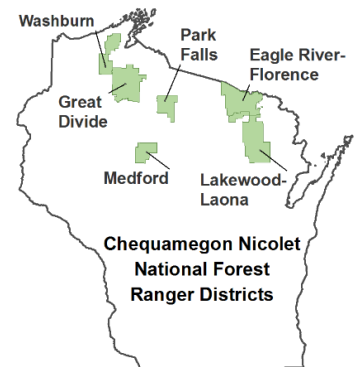 Washburn
Park
Falls
Eagle River-
Florence
Great
Divide
Medford
Lakewood-
Laona
Chequamegon Nicolet
National Forest
Ranger Districts